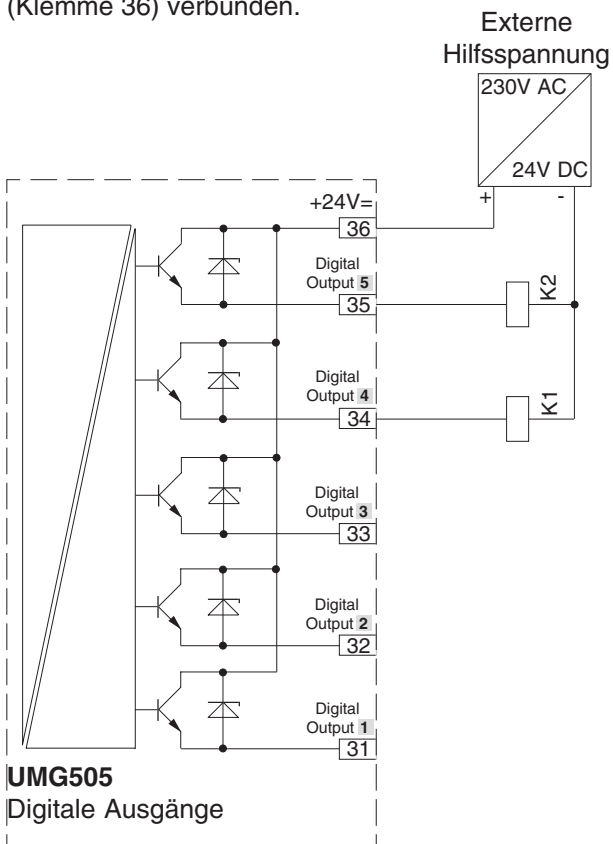 (Klemme 36) verbunden.
Externe
Hilfsspannung
230V AC
24V DC
+ -
+24V=
36
Digital
Output 5
35
K2
Digital
Output 4
34
K1
Digital
Output 3
33
Digital
Output 2
32
Digital
Output 1
31
UMG505
Digitale Ausgänge